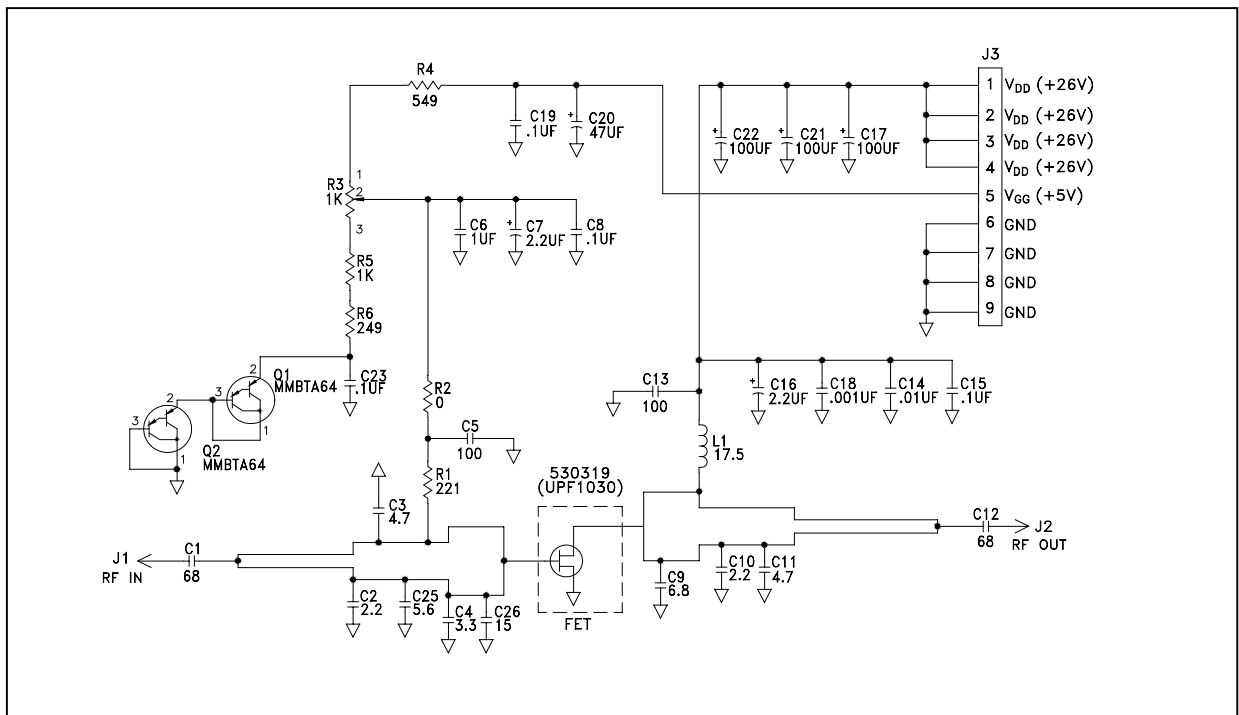 J3
1 VDD (+26V)
2 VDD (+26V)
3 VDD (+26V)
4 VDD (+26V)
5 VGG (+5V)
6 GND
7 GND
8 GND
9 GND
R4
549
C19
.1UF
C20
47UF
C22
100UF
C21
100UF
C17
100UF
1
R3
1K
2
3
C6
1UF
C7
2.2UF
C8
.1UF
R5
1K
R6
249
2
Q1
MMBTA64
3
1
C23
.1UF
2
3
Q2
MMBTA64
1
R2
0
C5
100
R1
221
C13
100
C16
2.2UF
C18
.001UF
C14
.01UF
C15
.1UF
L1
17.5
C3
4.7
530319
(UPF1030)
FET
J1
RF IN
C1
68
C2
2.2
C25
5.6
C4
3.3
C26
15
C9
6.8
C10
2.2
C11
4.7
C12
68
J2
RF OUT